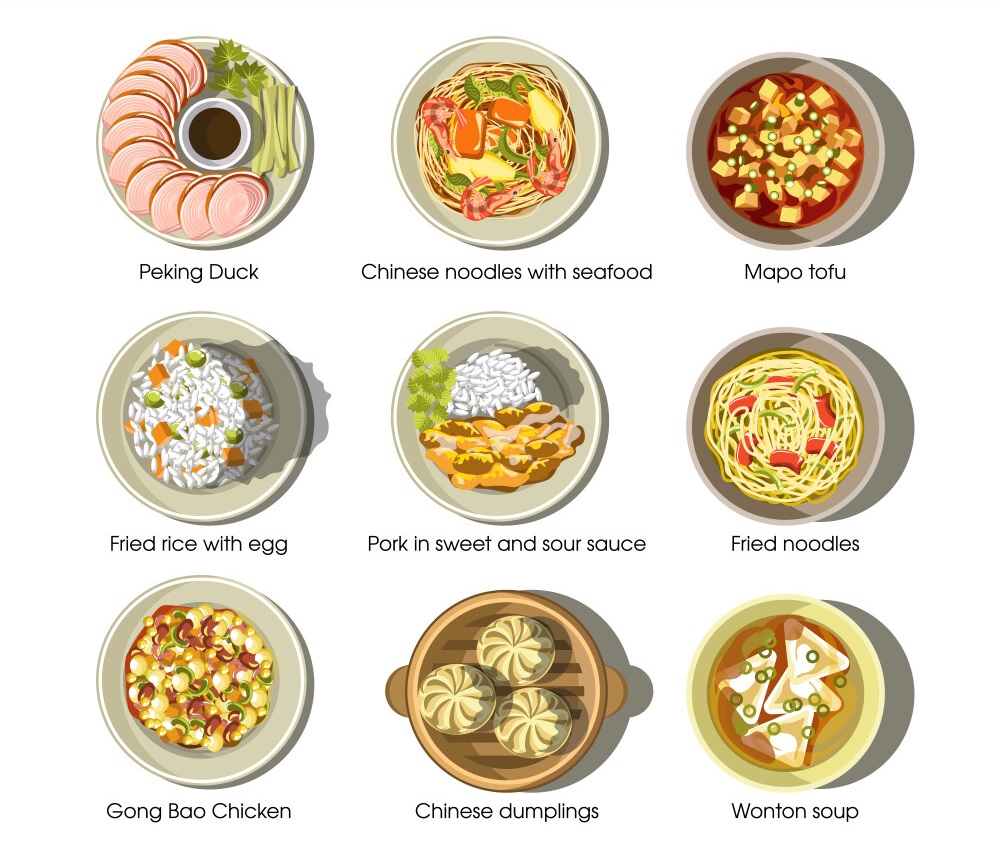 Peking Duck
Chinese noodles with seafood
Mapo tofu
Fried rice with egg
Pork in sweet and sour sauce
Fried noodles
Gong Bao Chicken
Chinese dumplings
Wonton soup